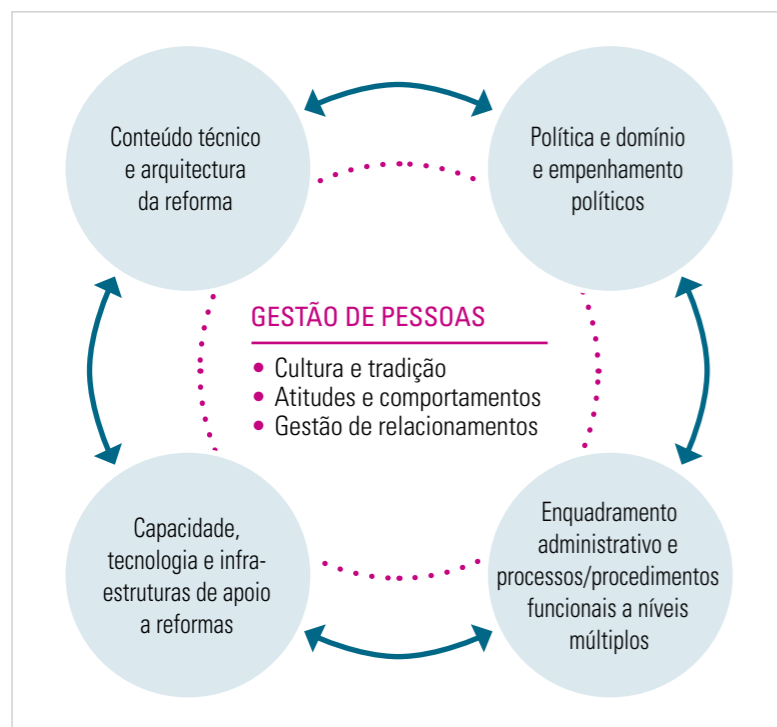 Conteúdo técnico
e arquitectura
da reforma
Política e domínio
e empenhamento
políticos
GESTÃO DE PESSOAS
• Cultura e tradição
• Atitudes e comportamentos
• Gestão de relacionamentos
Capacidade,
tecnologia e infra-
estruturas de apoio
a reformas
Enquadramento
administrativo e
processos/procedimentos
funcionais a níveis
múltiplos